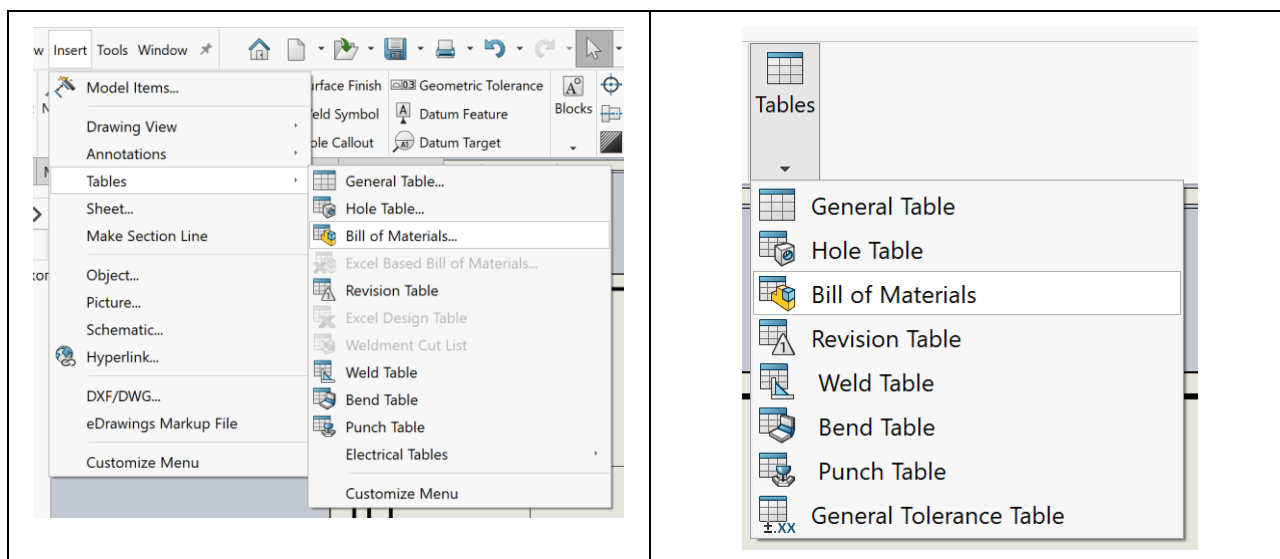 Insert Tools Window
Model Items...
Drawing View
Annotations
Tables
Sheet...
Make Section Line
Object...
Picture...
Schematic...
Hyperlink...
DXF/DWG...
eDrawings Markup File
Customize Menu
Finish Geometric Tolerance
Symbol Datum Feature
Callout Datum Target
Blocks
General Table...
Hole Table...
Bill of Materials...
Excel Based Bill of Materials...
Revision Table
Excel Design Table
Weldment Cut List
Weld Table
Bend Table
Punch Table
Electrical Tables
Customize Menu
Tables
General Table
Hole Table
Bill of Materials
Revision Table
Weld Table
Bend Table
Punch Table
General Tolerance Table
±.XX